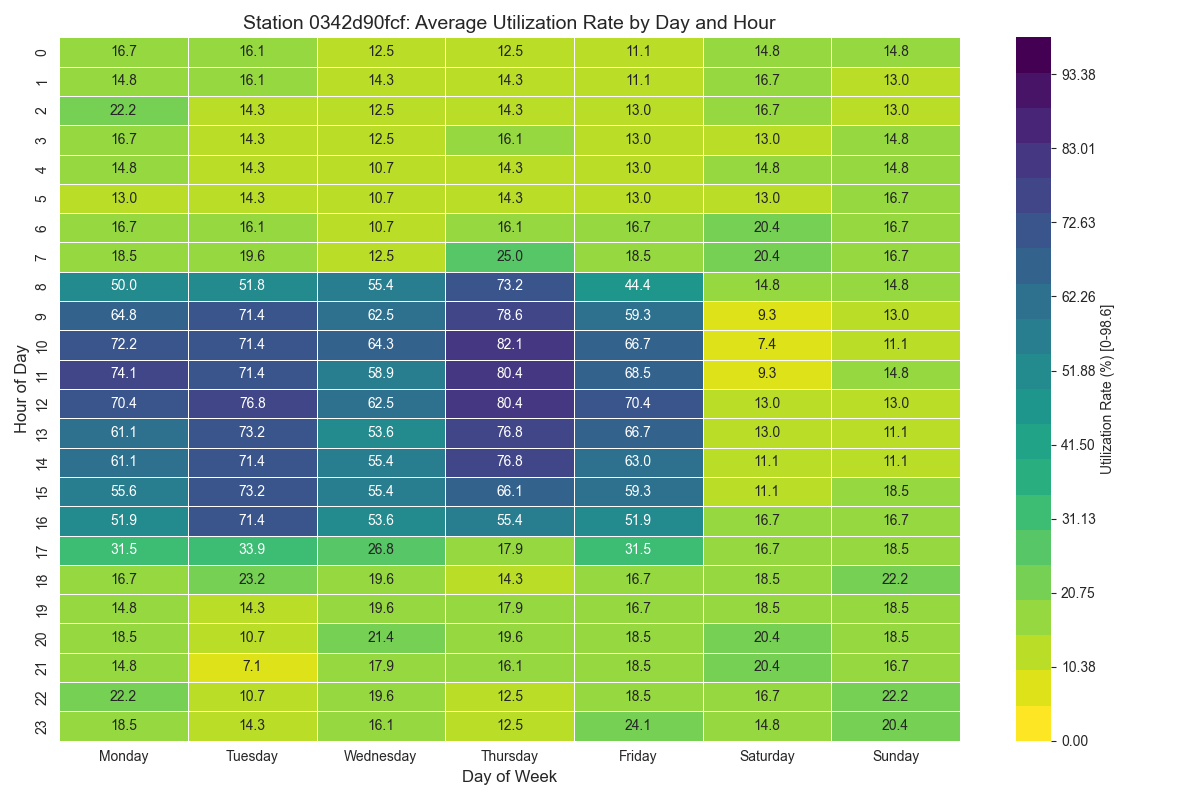 Station 0342d90fcf: Average Utilization Rate by Day and Hour
0 16.7 16.1 12.5 12.5 11.1 14.8 14.8
1 14.8 16.1 14.3 14.3 11.1 16.7 13.0
2 22.2 14.3 12.5 14.3 13.0 16.7 13.0
3 16.7 14.3 12.5 16.1 13.0 13.0 14.8
4 14.8 14.3 10.7 14.3 13.0 14.8 14.8
5 13.0 14.3 10.7 14.3 13.0 13.0 16.7
6 16.7 16.1 10.7 16.1 16.7 20.4 16.7
7 18.5 19.6 12.5 25.0 18.5 20.4 16.7
8 50.0 51.8 55.4 73.2 44.4 14.8 14.8
9 64.8 71.4 62.5 78.6 59.3 9.3 13.0
10 72.2 71.4 64.3 82.1 66.7 7.4 11.1
11 74.1 71.4 58.9 80.4 68.5 9.3 14.8
12 70.4 76.8 62.5 80.4 70.4 13.0 13.0
13 61.1 73.2 53.6 76.8 66.7 13.0 11.1
14 61.1 71.4 55.4 76.8 63.0 11.1 11.1
15 55.6 73.2 55.4 66.1 59.3 11.1 18.5
16 51.9 71.4 53.6 55.4 51.9 16.7 16.7
17 31.5 33.9 26.8 17.9 31.5 16.7 18.5
18 16.7 23.2 19.6 14.3 16.7 18.5 22.2
19 14.8 14.3 19.6 17.9 16.7 18.5 18.5
20 18.5 10.7 21.4 19.6 18.5 20.4 18.5
21 14.8 7.1 17.9 16.1 18.5 20.4 16.7
22 22.2 10.7 19.6 12.5 18.5 16.7 22.2
23 18.5 14.3 16.1 12.5 24.1 14.8 20.4
Monday Tuesday Wednesday Thursday Friday Saturday Sunday
Day of Week
Hour of Day
93.38
83.01
72.63
62.26
51.88
41.50
31.13
20.75
10.38
0.00
Utilization Rate (%) [0-98.6]